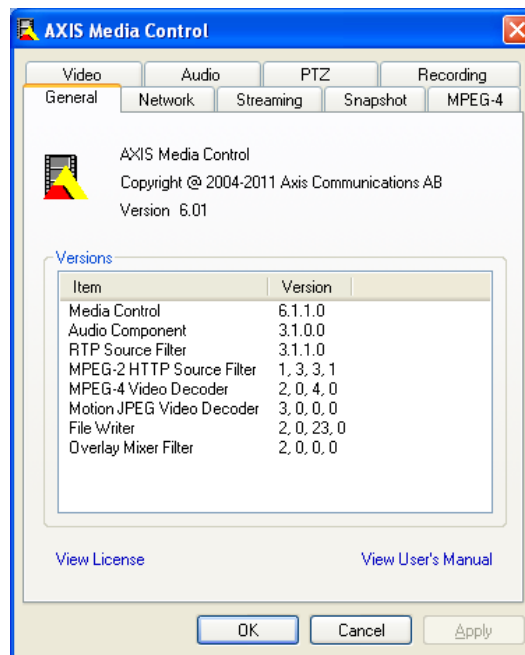 AXIS Media Control
Video Audio PTZ Recording
General Network Streaming Snapshot MPEG-4
AXIS Media Control
Copyright @ 2004-2011 Axis Communications AB
Version 6.01
Versions
Item Version
Media Control 6.1.1.0
Audio Component 3.1.0.0
RTP Source Filter 3.1.1.0
MPEG-2 HTTP Source Filter 1, 3, 3, 1
MPEG-4 Video Decoder 2, 0, 4, 0
Motion JPEG Video Decoder 3, 0, 0, 0
File Writer 2, 0, 23, 0
Overlay Mixer Filter 2, 0, 0, 0
View License View User's Manual
OK Cancel Apply